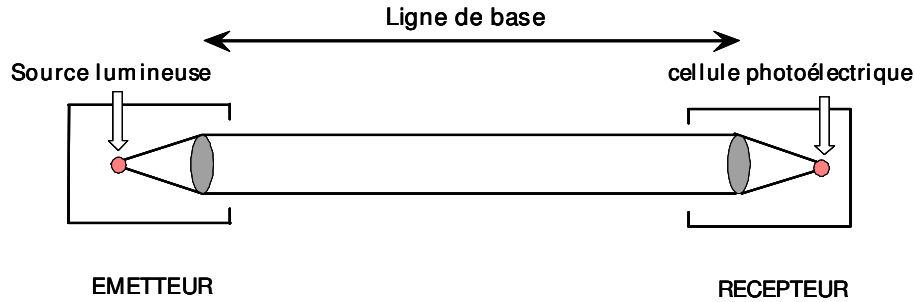 Ligne de base
Source lumineuse
cellule photoélectrique
EMETTEUR
RECEPTEUR